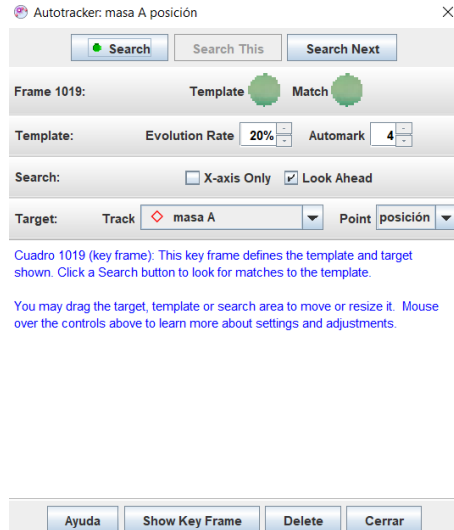 Autotracker: masa A posición
Search Search This Search Next
Frame 1019: Template Match
Template: Evolution Rate 20% Automark 4
Search: X-axis Only Look Ahead
Target: Track masa A Point posición
Cuadro 1019 (key frame): This key frame defines the template and target
shown. Click a Search button to look for matches to the template.
You may drag the target, template or search area to move or resize it. Mouse
over the controls above to learn more about settings and adjustments.
Ayuda Show Key Frame Delete Cerrar